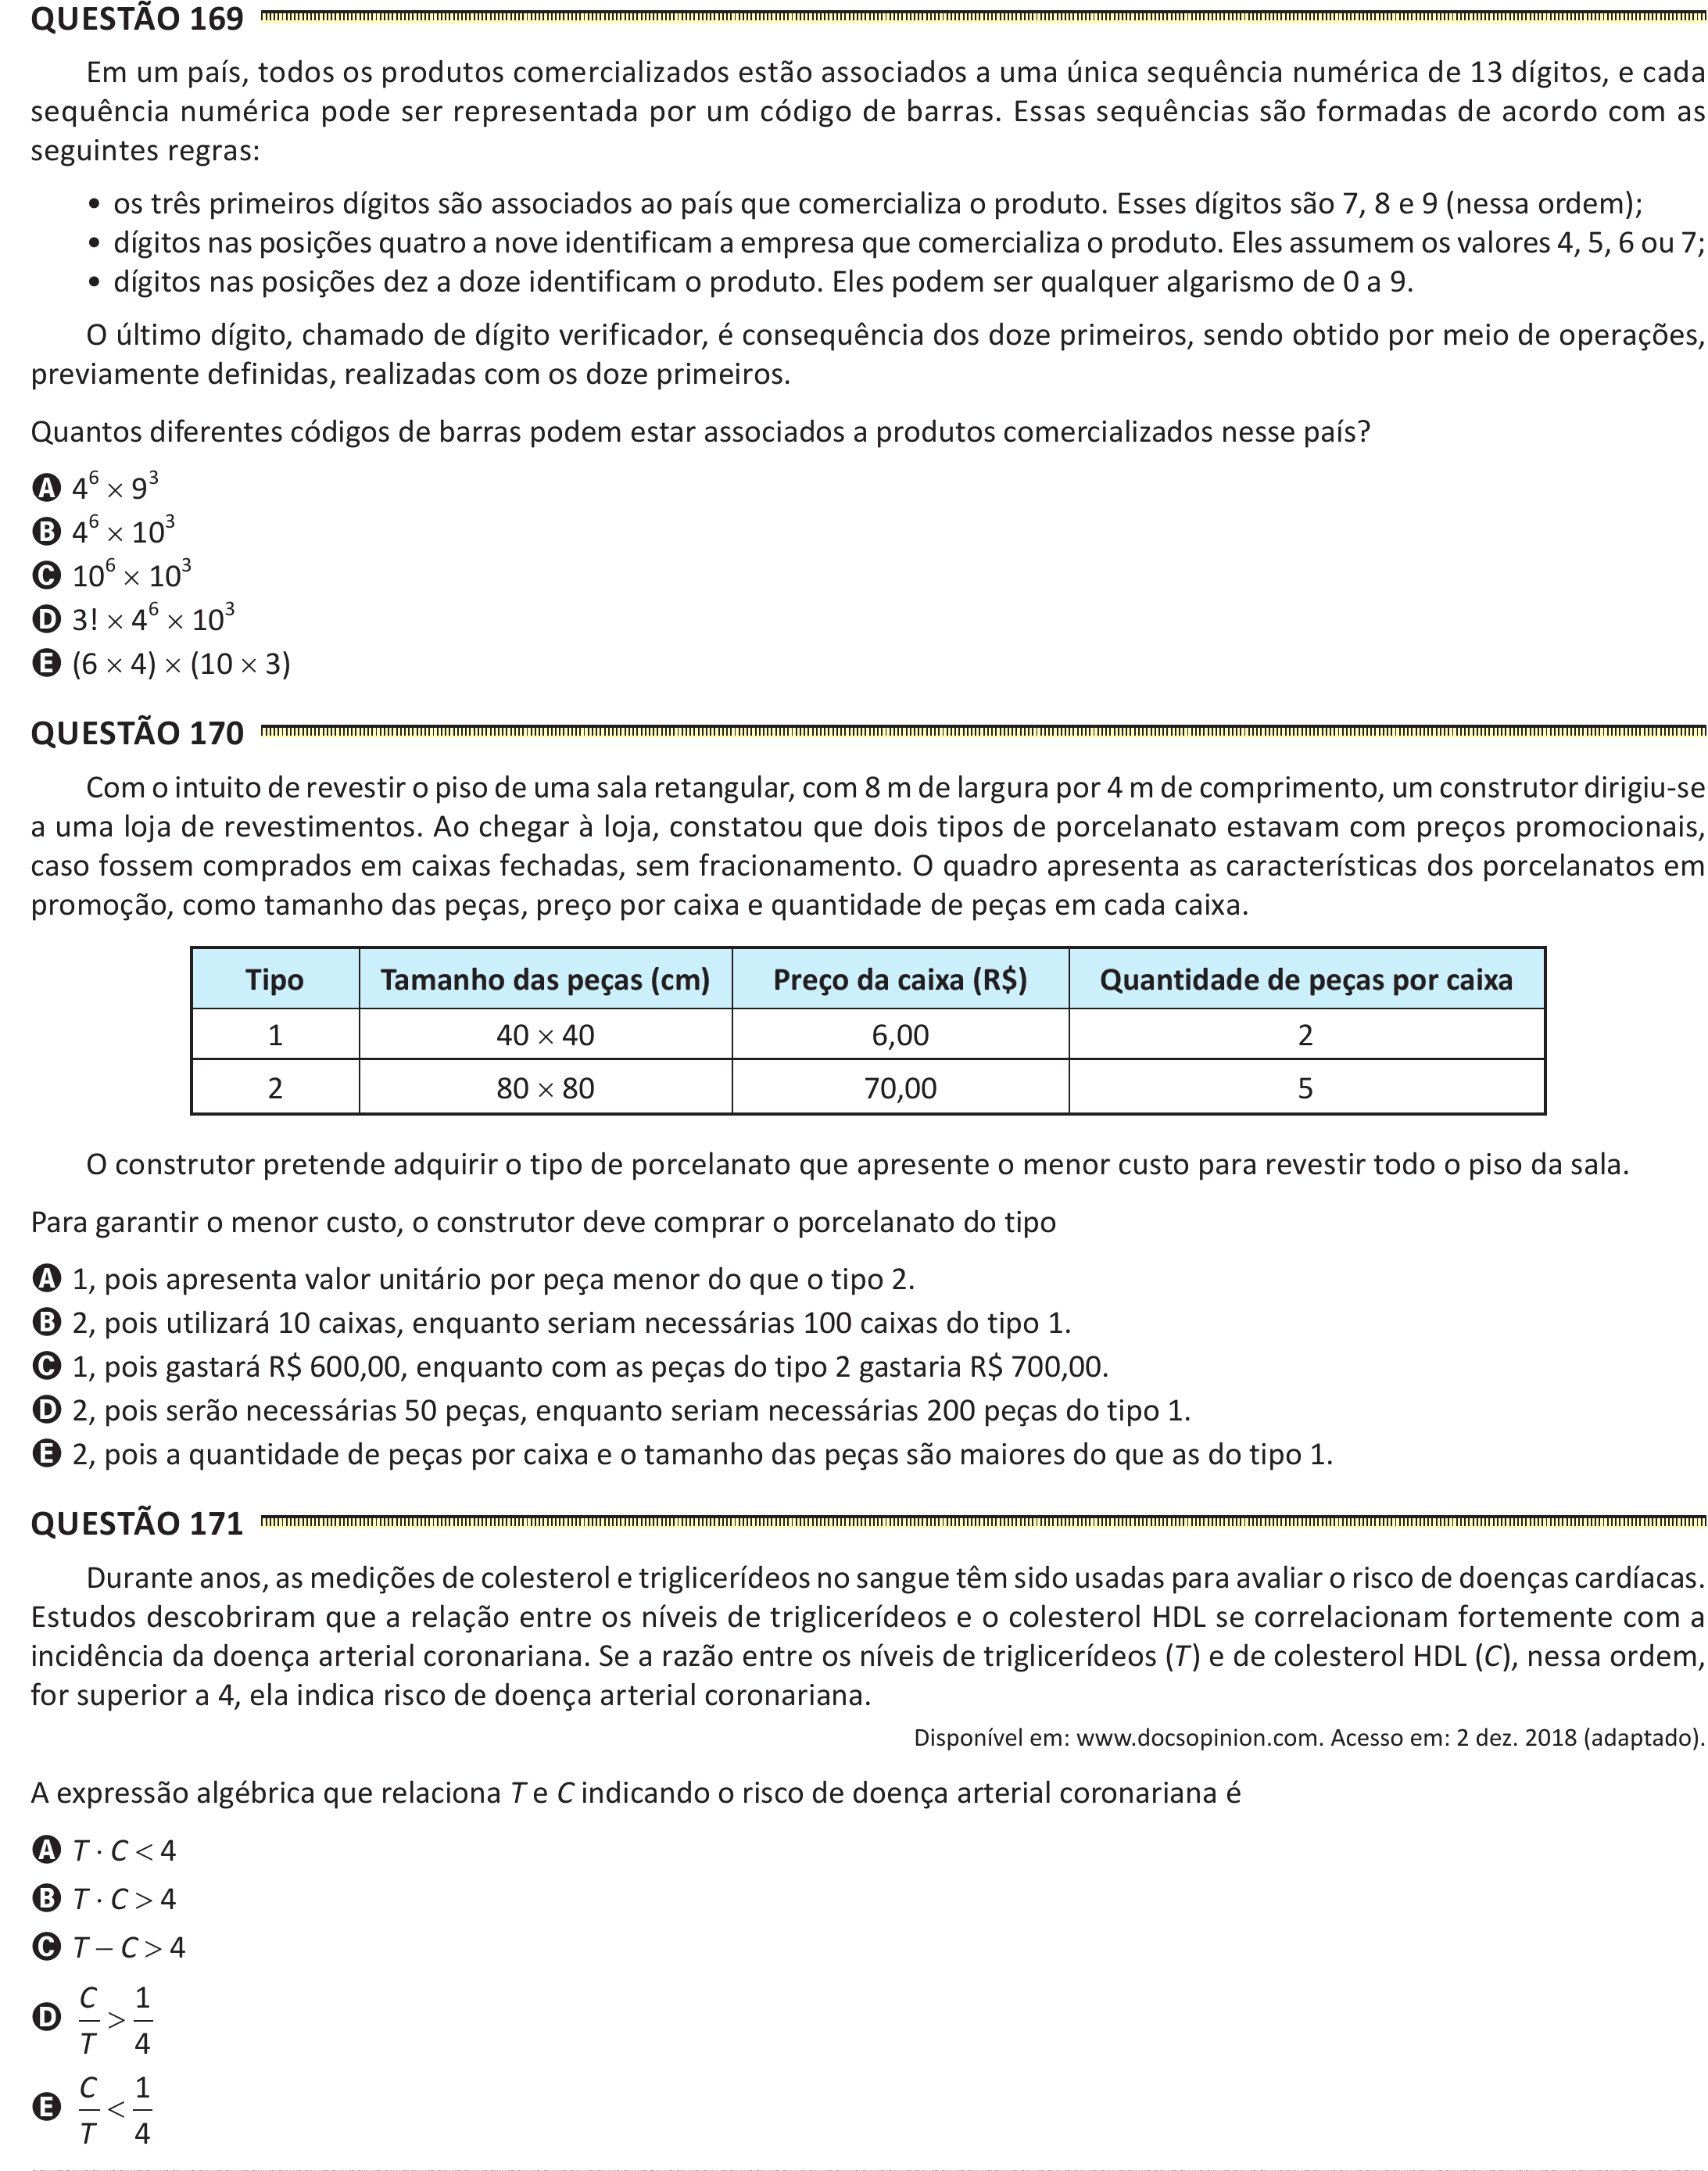 QUESTÃO 169
Em um país, todos os produtos comercializados estão associados a uma única sequência numérica de 13 dígitos, e cada
sequência numérica pode ser representada por um código de barras. Essas sequências são formadas de acordo com as
seguintes regras:
• os três primeiros dígitos são associados ao país que comercializa o produto. Esses dígitos são 7, 8 e 9 (nessa ordem);
• dígitos nas posições quatro a nove identificam a empresa que comercializa o produto. Eles assumem os valores 4, 5, 6 ou 7;
• dígitos nas posições dez a doze identificam o produto. Eles podem ser qualquer algarismo de 0 a 9.
O último dígito, chamado de dígito verificador, é consequência dos doze primeiros, sendo obtido por meio de operações,
previamente definidas, realizadas com os doze primeiros.
Quantos diferentes códigos de barras podem estar associados a produtos comercializados nesse país?
A 4⁶ × 9³
B 4⁶ × 10³
C 10⁶ × 10³
D 3! × 4⁶ × 10³
E (6 × 4) × (10 × 3)
QUESTÃO 170
Com o intuito de revestir o piso de uma sala retangular, com 8 m de largura por 4 m de comprimento, um construtor dirigiu-se
a uma loja de revestimentos. Ao chegar à loja, constatou que dois tipos de porcelanato estavam com preços promocionais,
caso fossem comprados em caixas fechadas, sem fracionamento. O quadro apresenta as características dos porcelanatos em
promoção, como tamanho das peças, preço por caixa e quantidade de peças em cada caixa.
Tipo Tamanho das peças (cm) Preço da caixa (R$) Quantidade de peças por caixa
1 40 × 40 6,00 2
2 80 × 80 70,00 5
O construtor pretende adquirir o tipo de porcelanato que apresente o menor custo para revestir todo o piso da sala.
Para garantir o menor custo, o construtor deve comprar o porcelanato do tipo
A 1, pois apresenta valor unitário por peça menor do que o tipo 2.
B 2, pois utilizará 10 caixas, enquanto seriam necessárias 100 caixas do tipo 1.
C 1, pois gastará R$ 600,00, enquanto com as peças do tipo 2 gastaria R$ 700,00.
D 2, pois serão necessárias 50 peças, enquanto seriam necessárias 200 peças do tipo 1.
E 2, pois a quantidade de peças por caixa e o tamanho das peças são maiores do que as do tipo 1.
QUESTÃO 171
Durante anos, as medições de colesterol e triglicerídeos no sangue têm sido usadas para avaliar o risco de doenças cardíacas.
Estudos descobriram que a relação entre os níveis de triglicerídeos e o colesterol HDL se correlacionam fortemente com a
incidência da doença arterial coronariana. Se a razão entre os níveis de triglicerídeos (T) e de colesterol HDL (C), nessa ordem,
for superior a 4, ela indica risco de doença arterial coronariana.
Disponível em: www.docsopinion.com. Acesso em: 2 dez. 2018 (adaptado).
A expressão algébrica que relaciona T e C indicando o risco de doença arterial coronariana é
A T · C < 4
B T · C > 4
C T – C > 4
D C/T > 1/4
E C/T < 1/4